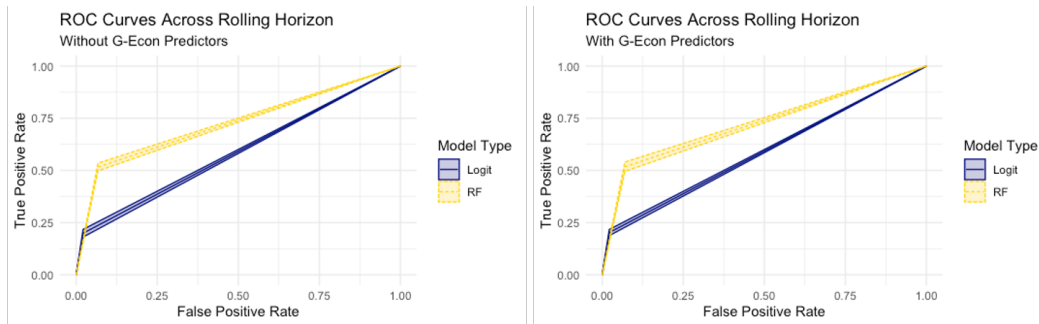 ROC Curves Across Rolling Horizon
Without G-Econ Predictors
1.00
0.75
0.50
0.25
0.00
True Positive Rate
0.00 0.25 0.50 0.75 1.00
False Positive Rate
Model Type
Logit
RF
ROC Curves Across Rolling Horizon
With G-Econ Predictors
1.00
0.75
0.50
0.25
0.00
True Positive Rate
0.00 0.25 0.50 0.75 1.00
False Positive Rate
Model Type
Logit
RF